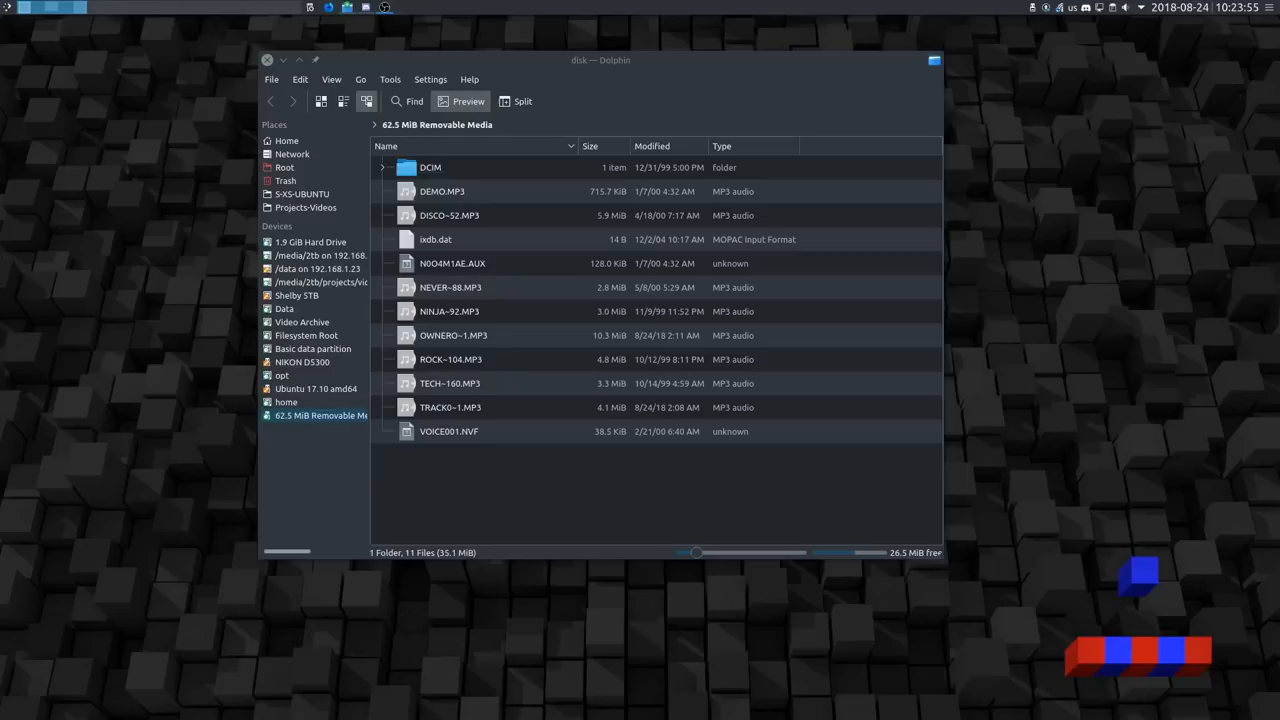 us 2018-08-24 10:23:55
disk — Dolphin
File Edit View Go Tools Settings Help
Find Preview Split
Places
Home
Network
Root
Trash
S-XS-UBUNTU
Projects-Videos
Devices
1.9 GiB Hard Drive
/media/2tb on 192.168.
/data on 192.168.1.23
/media/2tb/projects/vid
Shelby STB
Data
Video Archive
Filesystem Root
Basic data partition
NIKON D5300
opt
Ubuntu 17.10 amd64
home
62.5 MiB Removable Me
62.5 MiB Removable Media
Name Size Modified Type
DCIM 1 item 12/31/99 5:00 PM folder
DEMO.MP3 715.7 KiB 1/7/00 4:32 AM MP3 audio
DISCO~52.MP3 5.9 MiB 4/18/00 7:17 AM MP3 audio
ixdb.dat 14 B 12/2/04 10:17 AM MOPAC Input Format
N0O4M1AE.AUX 128.0 KiB 1/7/00 4:32 AM unknown
NEVER~88.MP3 2.8 MiB 5/8/00 5:29 AM MP3 audio
NINJA~92.MP3 3.0 MiB 11/9/99 11:52 PM MP3 audio
OWNERO~1.MP3 10.3 MiB 8/24/18 2:11 AM MP3 audio
ROCK~104.MP3 4.8 MiB 10/12/99 8:11 PM MP3 audio
TECH~160.MP3 3.3 MiB 10/14/99 4:59 AM MP3 audio
TRACK0~1.MP3 4.1 MiB 8/24/18 2:08 AM MP3 audio
VOICE001.NVF 38.5 KiB 2/21/00 6:40 AM unknown
1 Folder, 11 Files (35.1 MiB) 26.5 MiB free